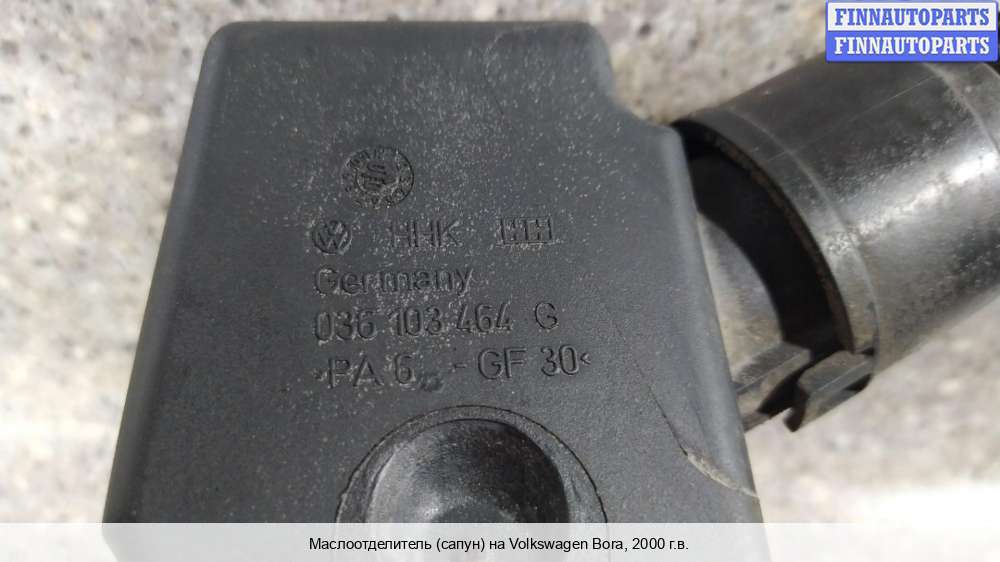 FINNAUTOPARTS
FINNAUTOPARTS
HHK
Germany
036 103 464 G
>PA 6 - GF 30<
Маслоотделитель (сапун) на Volkswagen Bora, 2000 г.в.